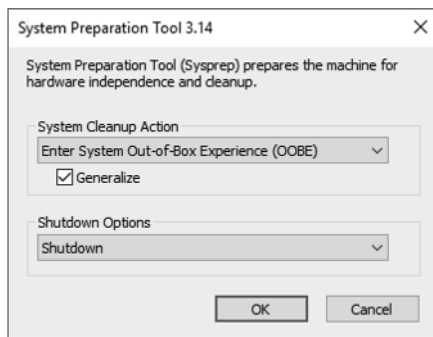 System Preparation Tool 3.14
System Preparation Tool (Sysprep) prepares the machine for
hardware independence and cleanup.
System Cleanup Action
Enter System Out-of-Box Experience (OOBE)
Generalize
Shutdown Options
Shutdown
OK
Cancel